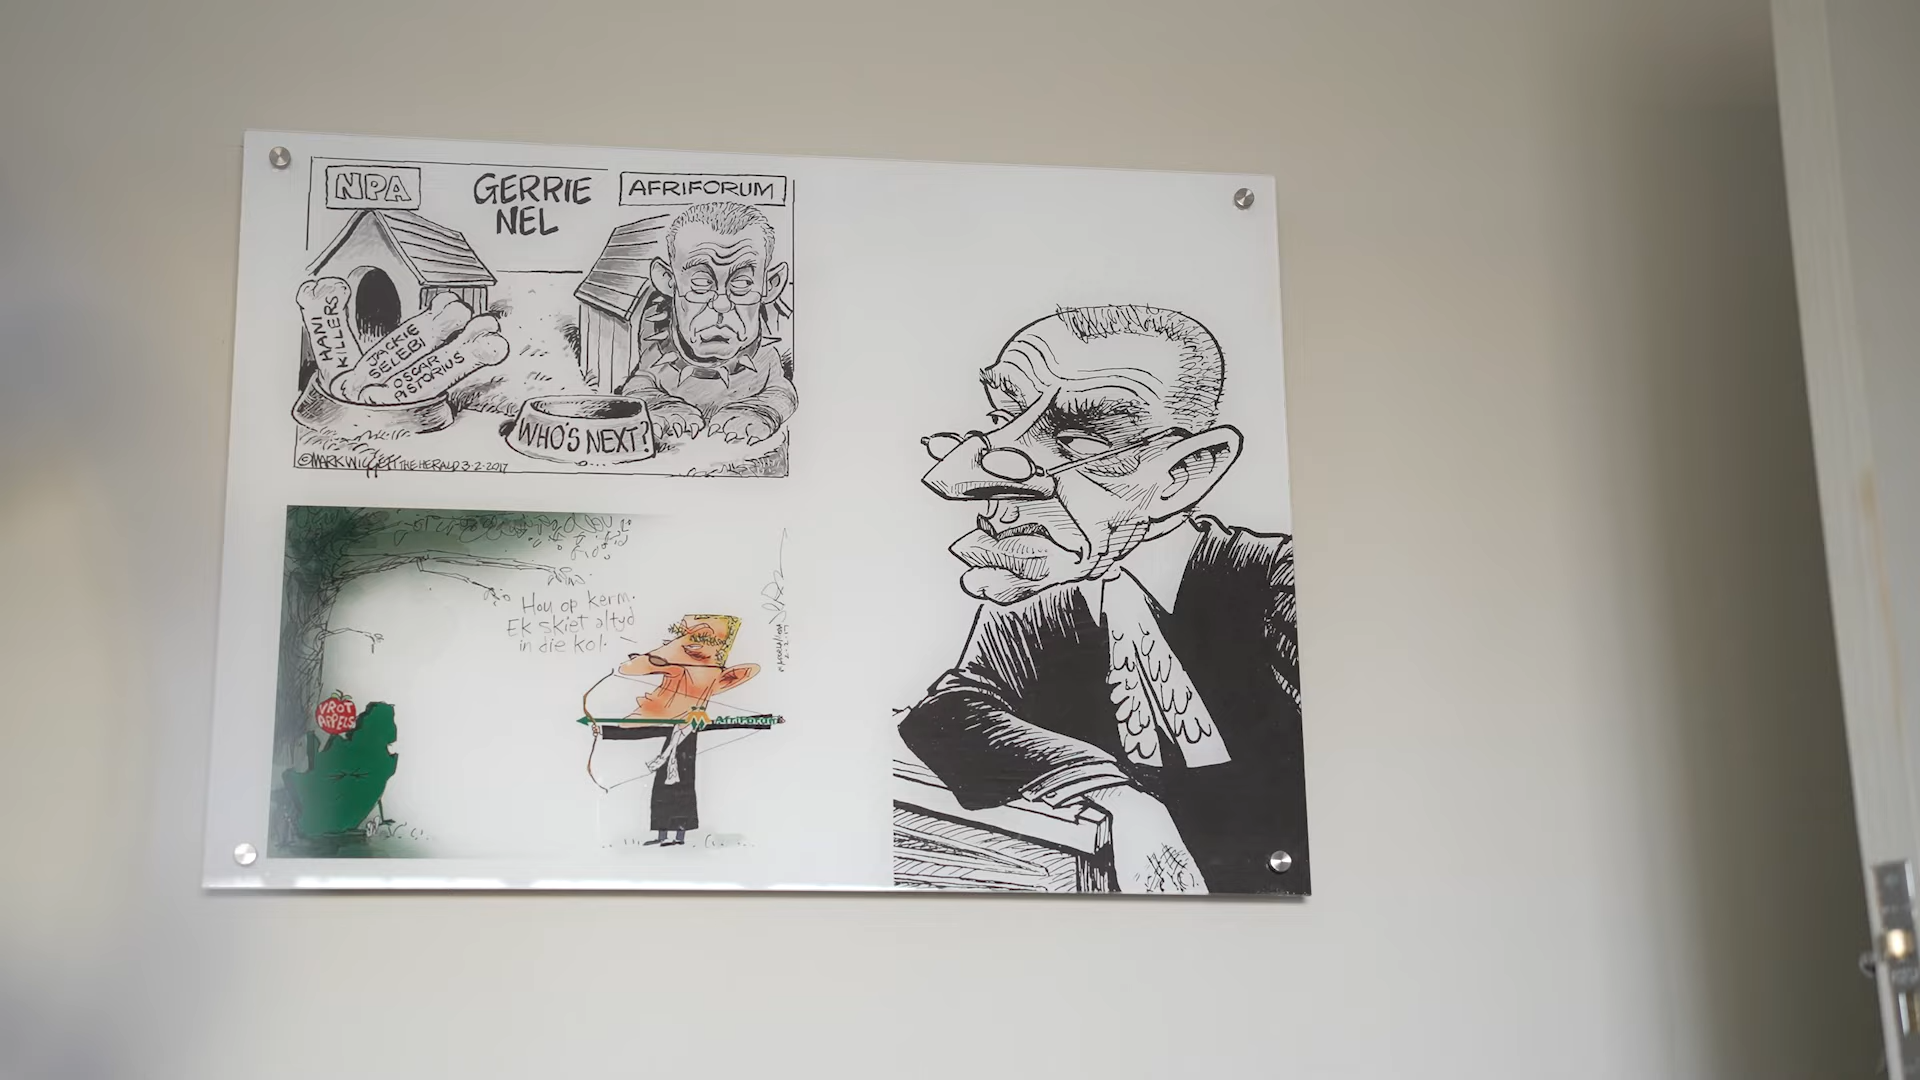 NPA
GERRIE
NEL
AFRIFORUM
HANI
KILLERS
JACKIE
SELEBI
OSCAR
PISTORIUS
WHO'S NEXT?
©MARK WIGGETT THE HERALD 3-2-2017
Hou op kerm.
Ek skiet altyd
in die kol.
VROT
APPELS
AFRIFORUM